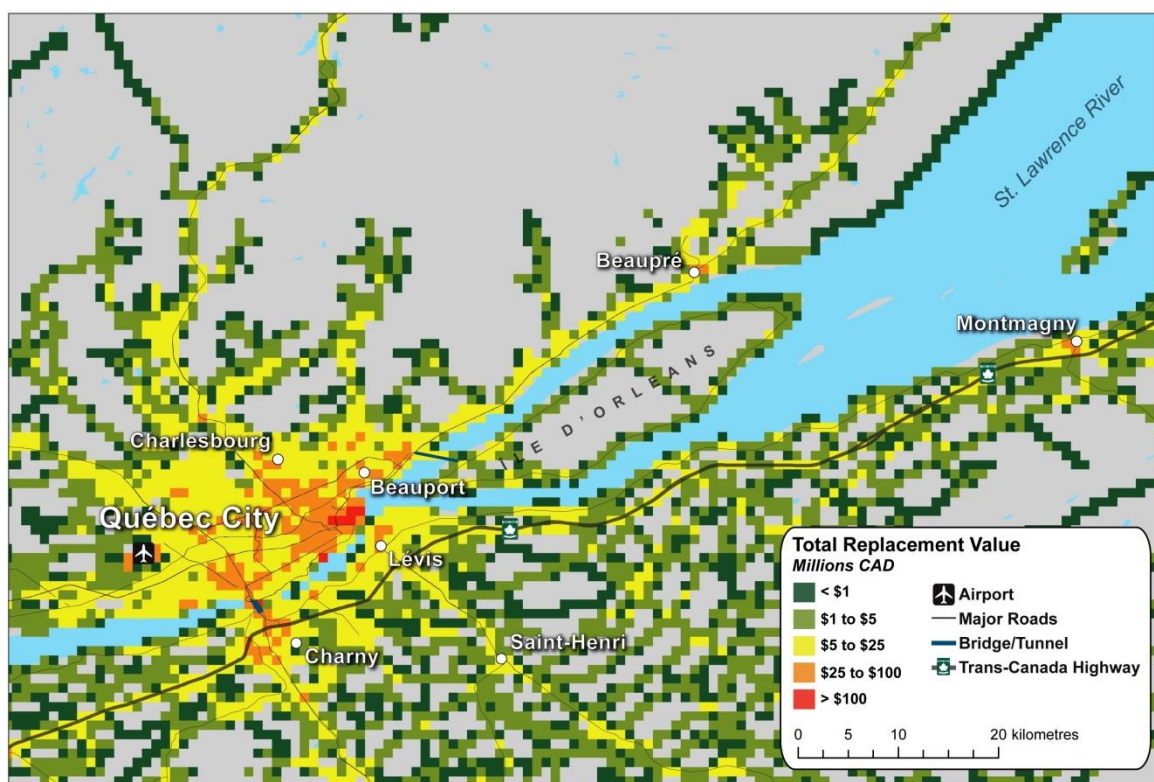 St. Lawrence River
Beaupré
Montmagny
ÎLE D'ORLEANS
Charlesbourg
Beauport
Québec City
Lévis
Charny
Saint-Henri
Total Replacement Value
Millions CAD
< $1
$1 to $5
$5 to $25
$25 to $100
> $100
Airport
Major Roads
Bridge/Tunnel
Trans-Canada Highway
0 5 10 20 kilometres